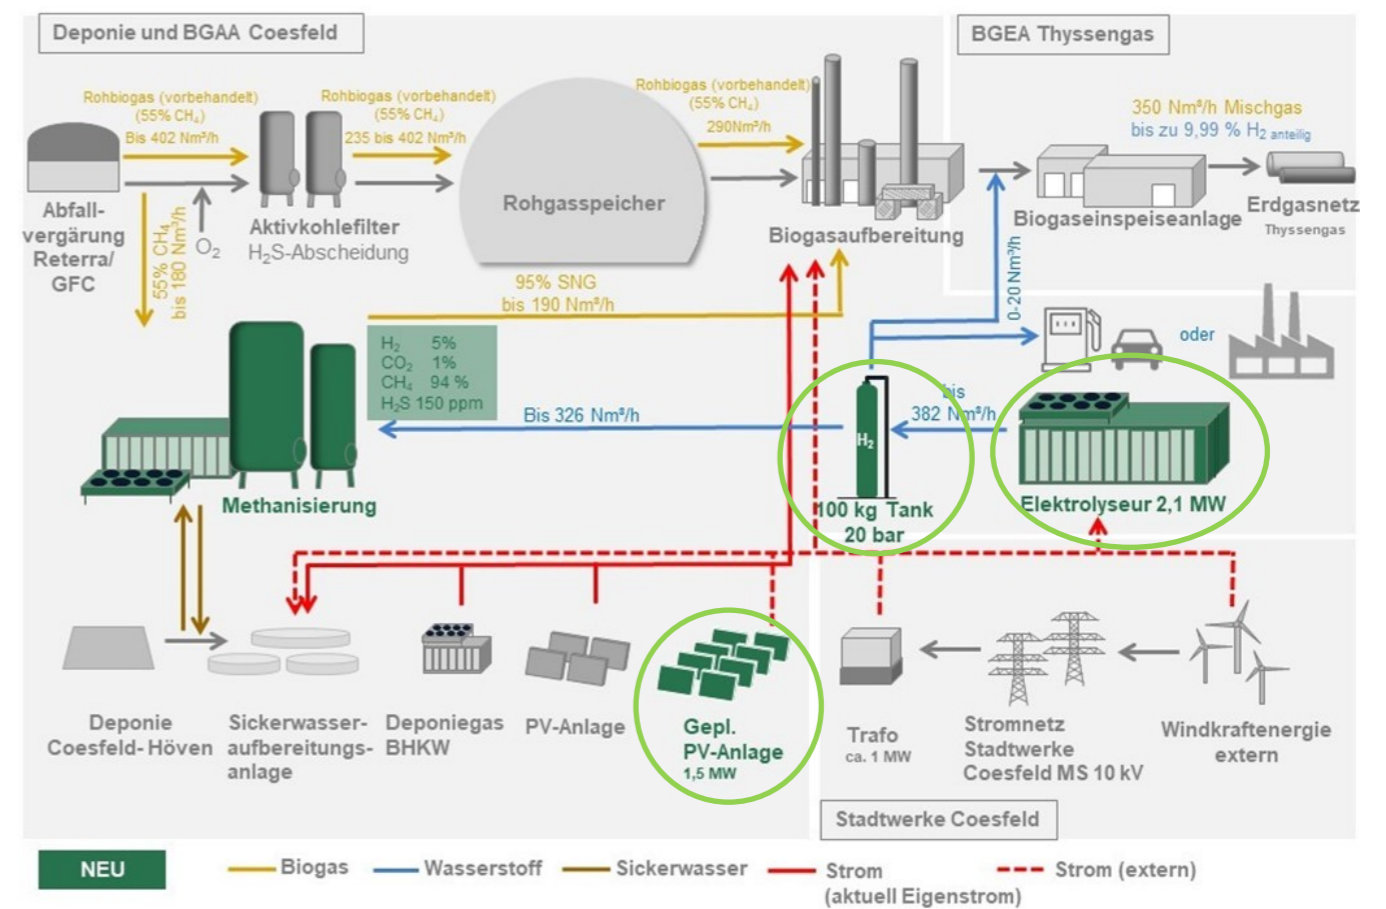 Deponie und BGAA Coesfeld
BGEA Thyssengas
Rohbiogas (vorbehandelt)
(55% CH₄)
Bis 402 Nm³/h
Rohbiogas (vorbehandelt)
(55% CH₄)
235 bis 402 Nm³/h
Rohbiogas (vorbehandelt)
(55% CH₄)
290Nm³/h
350 Nm³/h Mischgas
bis zu 9,99 % H₂ anteilig
Abfall-
vergärung
Reterra/
GFC
O₂
Aktivkohlefilter
H₂S-Abscheidung
Rohgasspeicher
Biogasaufbereitung
Biogaseinspeiseanlage
Erdgasnetz
Thyssengas
55% CH₄
bis 180 Nm³/h
95% SNG
bis 190 Nm³/h
0-20 Nm³/h
oder
H₂ 5%
CO₂ 1%
CH₄ 94 %
H₂S 150 ppm
Bis 326 Nm³/h
bis
382 Nm³/h
H₂
Methanisierung
100 kg Tank
20 bar
Elektrolyseur 2,1 MW
Deponie
Coesfeld- Höven
Sickerwasser-
aufbereitungs-
anlage
Deponiegas
BHKW
PV-Anlage
Gepl.
PV-Anlage
1,5 MW
Trafo
ca. 1 MW
Stromnetz
Stadtwerke
Coesfeld MS 10 kV
Windkraftenergie
extern
Stadtwerke Coesfeld
NEU
Biogas
Wasserstoff
Sickerwasser
Strom
(aktuell Eigenstrom)
Strom (extern)